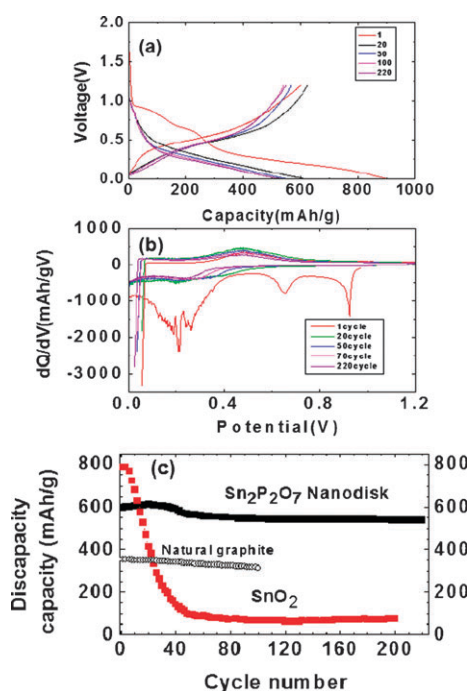 (a)
1
20
50
100
220
Voltage(V)
2.0
1.5
1.0
0.5
0.0
0 200 400 600 800 1000
Capacity(mAh/g)
(b)
dQ/dV(mAh/gV)
1000
0
-1000
-2000
-3000
1cycle
20cycle
50cycle
70cycle
220cycle
0.0 0.4 0.8 1.2
Potential(V)
(c)
Discapacity
capacity (mAh/g)
800
600
400
200
0
800
600
400
200
0
Sn2P2O7 Nanodisk
Natural graphite
SnO2
0 40 80 120 160 200
Cycle number